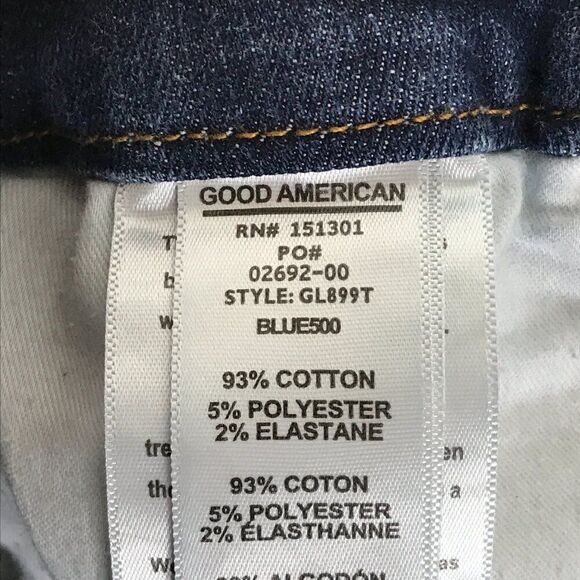 GOOD AMERICAN
RN# 151301
PO#
02692-00
STYLE: GL899T
BLUE500
93% COTTON
5% POLYESTER
2% ELASTANE
93% COTON
5% POLYESTER
2% ÉLASTHANNE
ALGODÓN